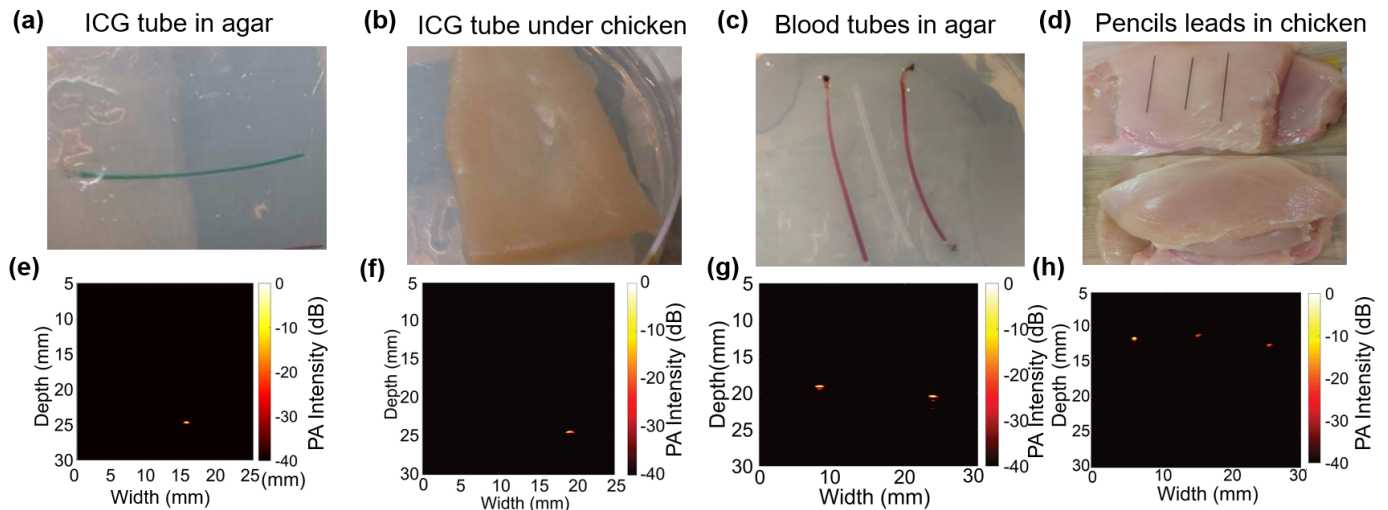 (a) ICG tube in agar
(b) ICG tube under chicken
(c) Blood tubes in agar
(d) Pencils leads in chicken
(e)
5
10
15
20
25
30
Depth (mm)
0 5 10 15 20 25 (mm)
Width (mm)
0
-10
-20
-30
-40
PA Intensity (dB)
(f)
5
10
15
20
25
30
Depth (mm)
0 5 10 15 20 25
Width (mm)
0
-10
-20
-30
-40
PA Intensity (dB)
(g)
5
10
15
20
25
30
Depth(mm)
0 10 20 30
Width (mm)
0
-10
-20
-30
-40
PA Intensity (dB)
(h)
5
10
15
20
25
30
Depth (mm)
10 20 30
Width (mm)
0
-10
-20
-30
-40
PA Intensity (dB)